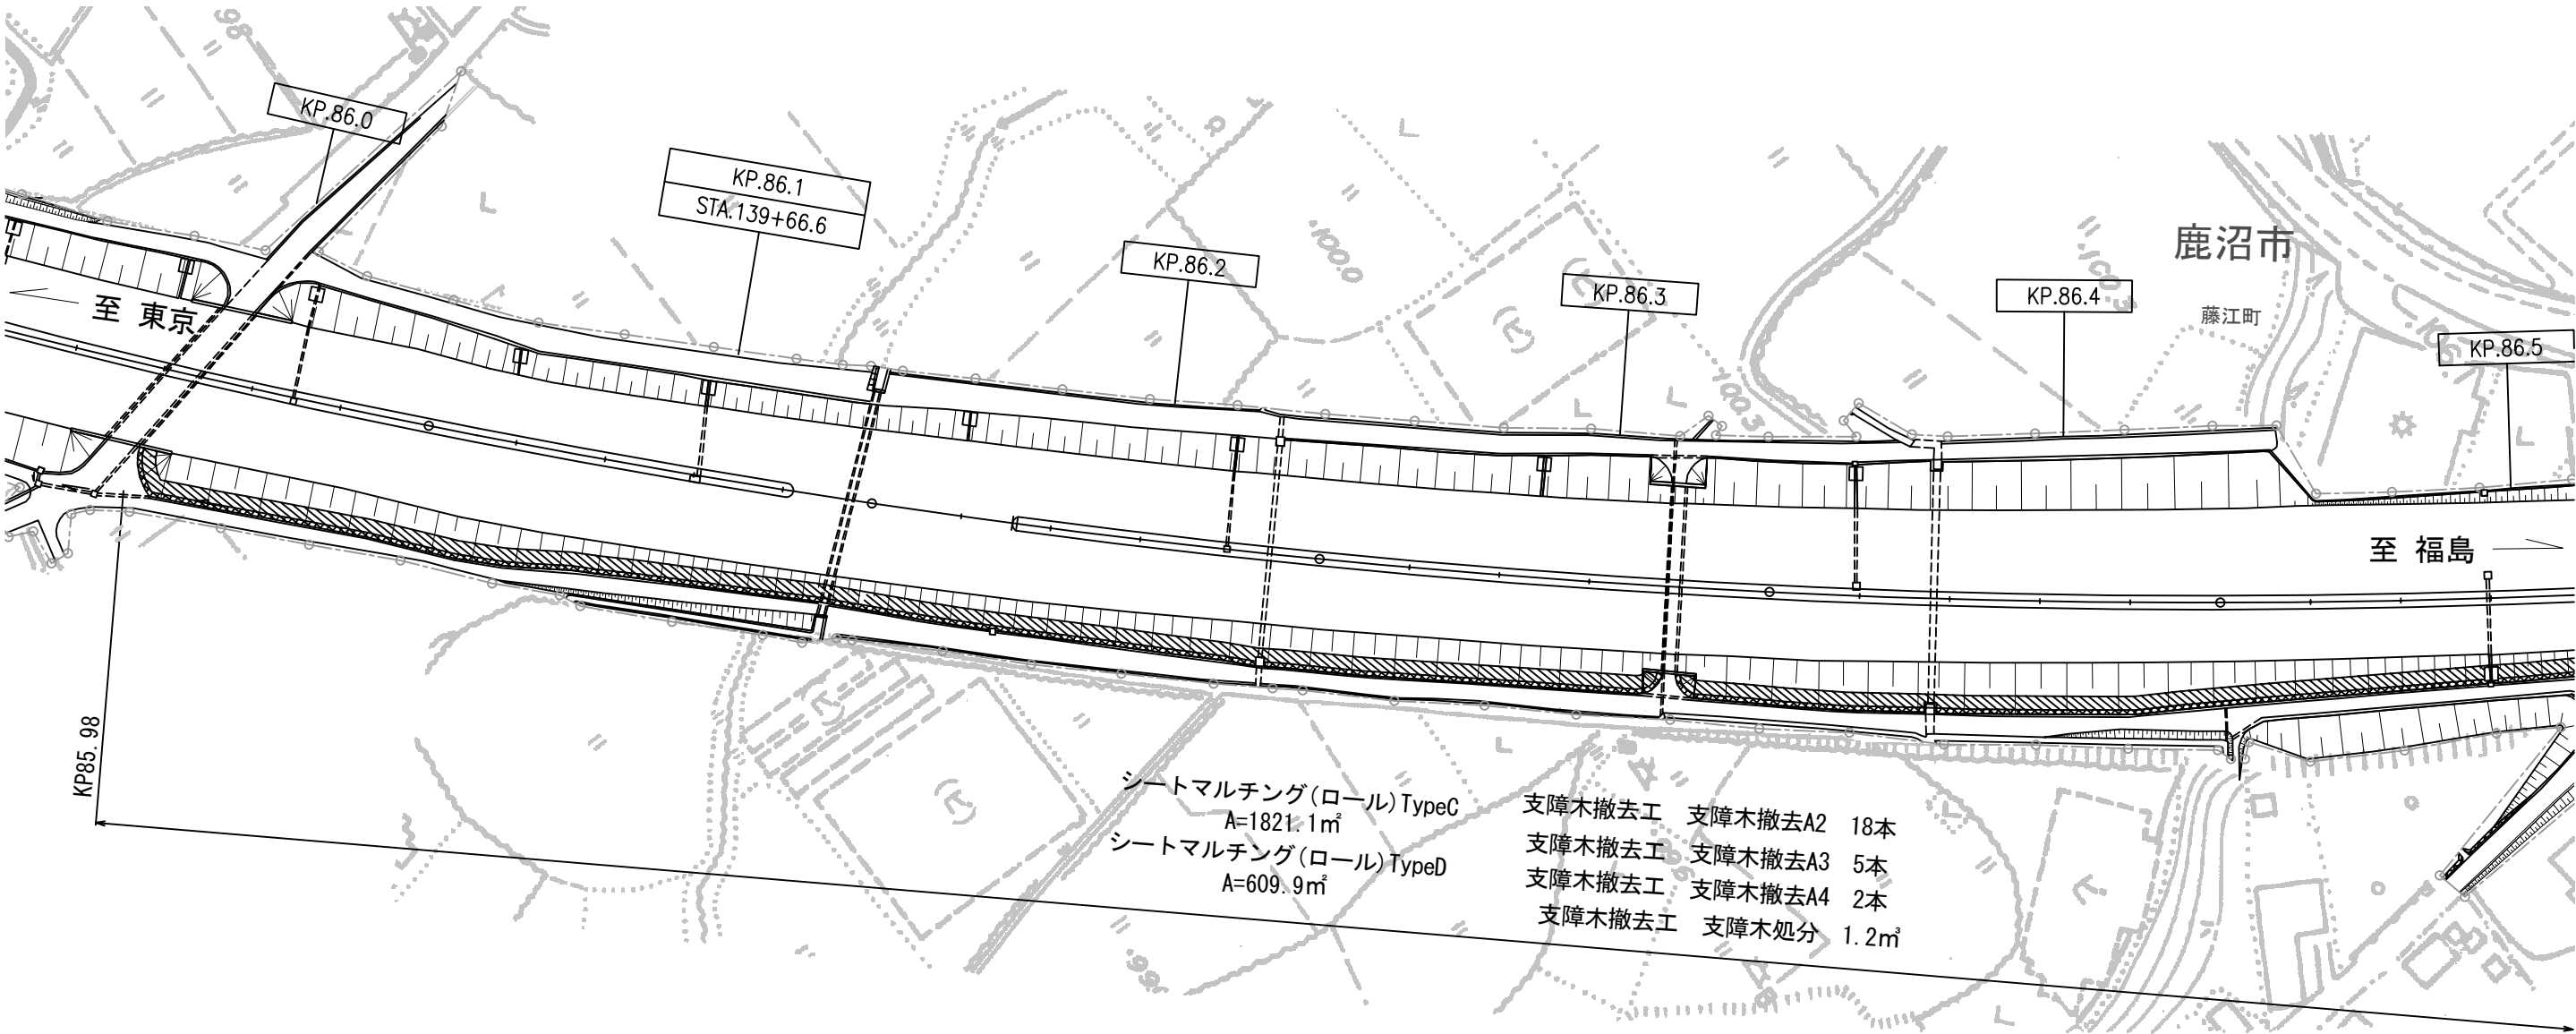 KP.86.0
KP.86.1
STA.139+66.6
KP.86.2
KP.86.3
KP.86.4
KP.86.5
鹿沼市
藤江町
至 東京
至 福島
100.0
100.3
KP85.98
シートマルチング(ロール)TypeC
A=1821.1㎡
シートマルチング(ロール)TypeD
A=609.9㎡
支障木撤去工 支障木撤去A2 18本
支障木撤去工 支障木撤去A3 5本
支障木撤去工 支障木撤去A4 2本
支障木撤去工 支障木処分 1.2㎥